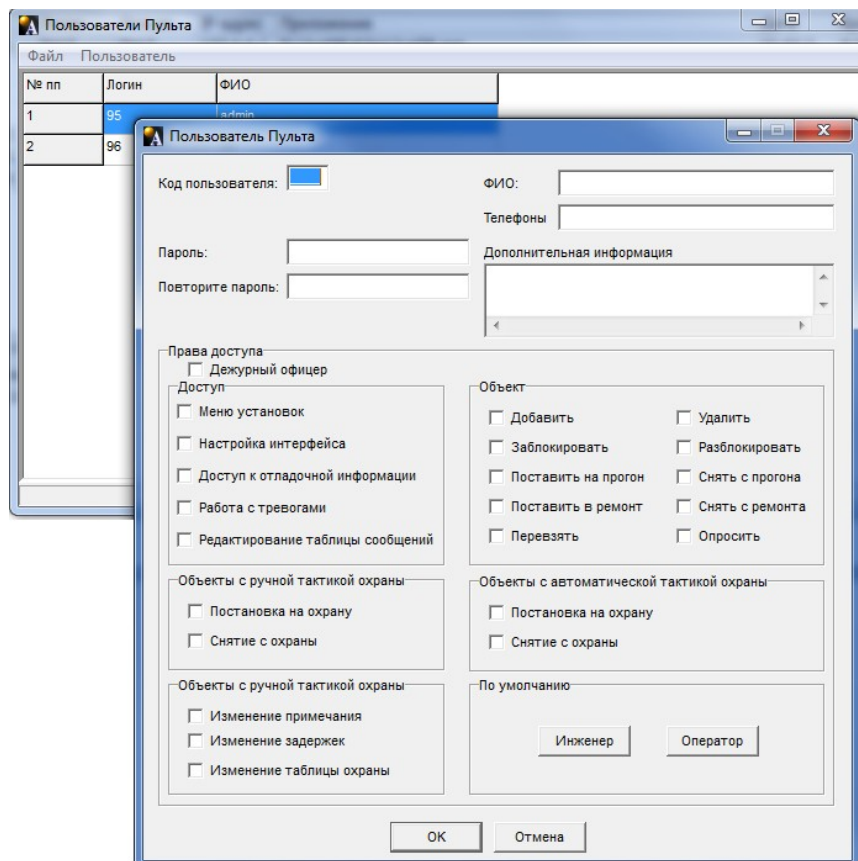 Пользователи Пульта
Файл Пользователь
№ пп Логин ФИО
1 95 admin
2 96
Пользователь Пульта
Код пользователя:
ФИО:
Телефоны
Пароль:
Повторите пароль:
Дополнительная информация
Права доступа
Дежурный офицер
Доступ
Меню установок
Настройка интерфейса
Доступ к отладочной информации
Работа с тревогами
Редактирование таблицы сообщений
Объект
Добавить Удалить
Заблокировать Разблокировать
Поставить на прогон Снять с прогона
Поставить в ремонт Снять с ремонта
Перевзять Опросить
Объекты с ручной тактикой охраны
Постановка на охрану
Снятие с охраны
Объекты с автоматической тактикой охраны
Постановка на охрану
Снятие с охраны
Объекты с ручной тактикой охраны
Изменение примечания
Изменение задержек
Изменение таблицы охраны
По умолчанию
Инженер Оператор
OK Отмена